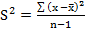 S² = ∑(x−x̄)² / n−1